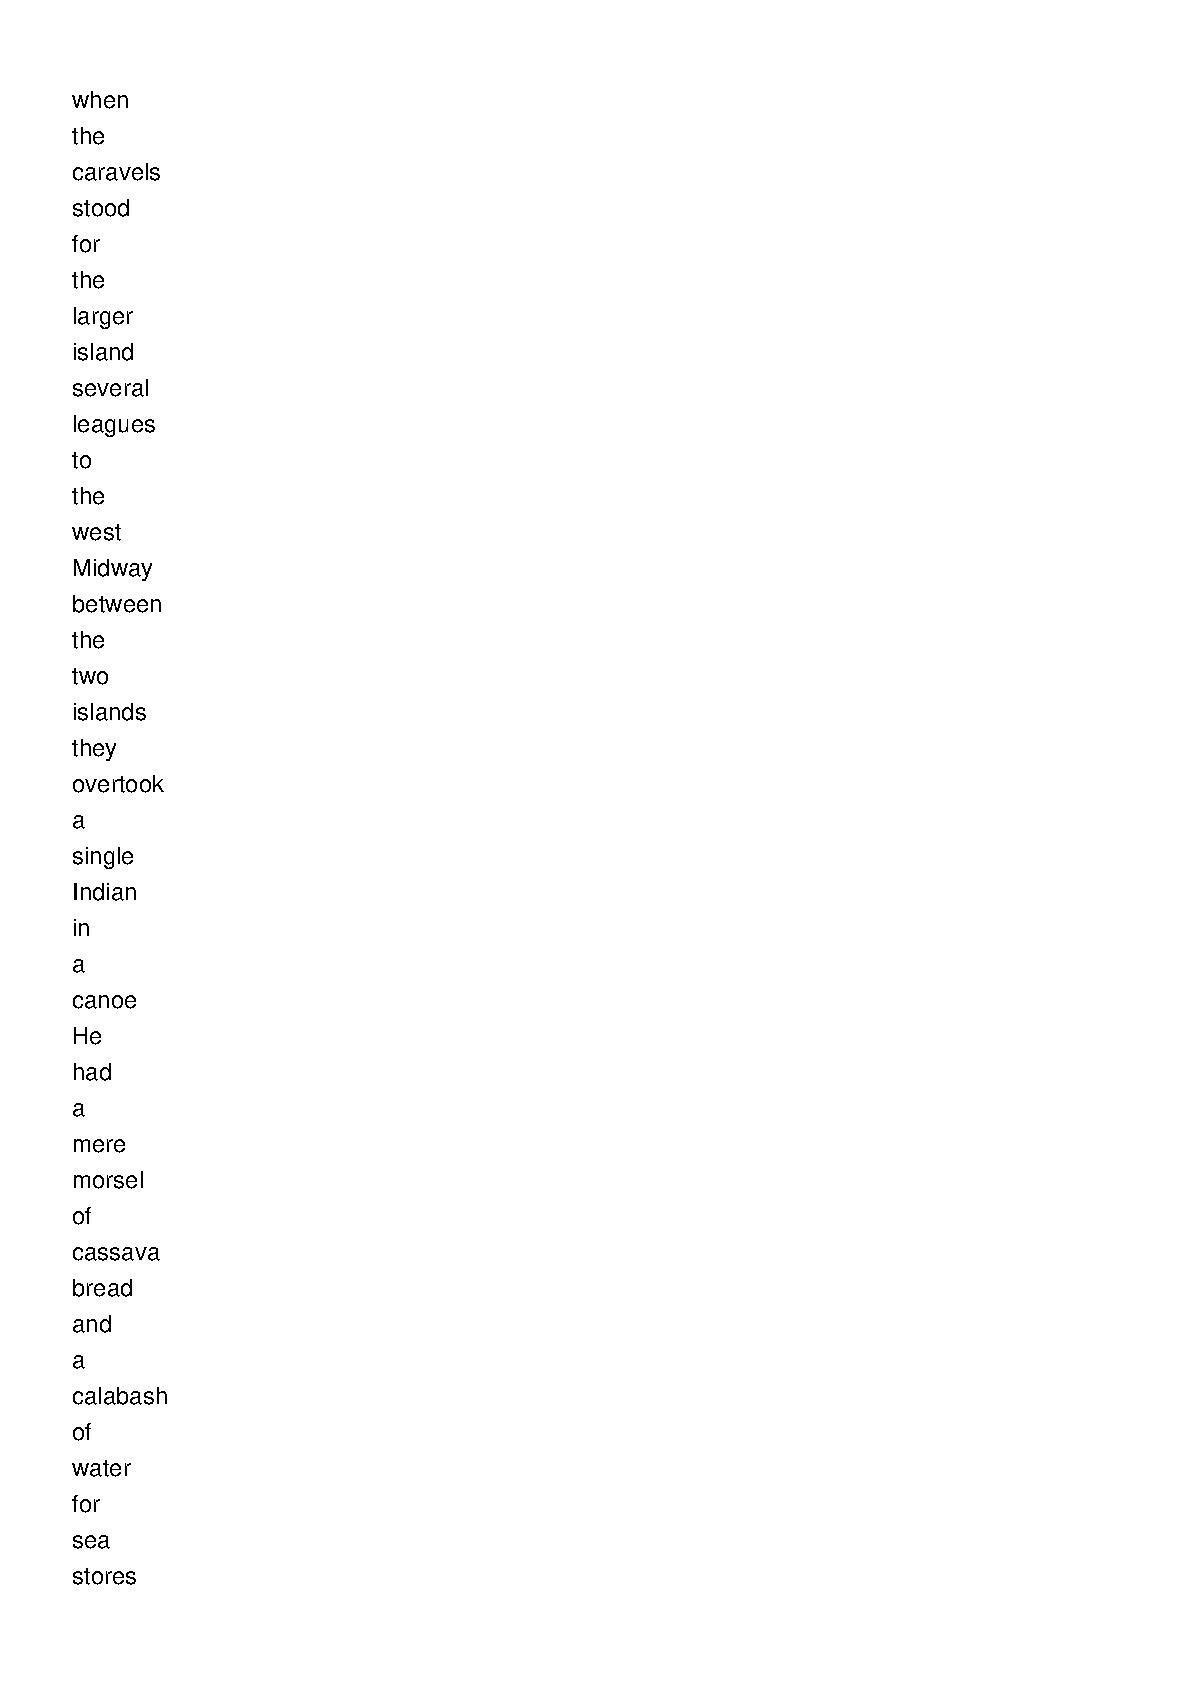 when
the
caravels
stood
for
the
larger
island
several
leagues
to
the
west
Midway
between
the
two
islands
they
overtook
a
single
Indian
in
a
canoe
He
had
a
mere
morsel
of
cassava
bread
and
a
calabash
of
water
for
sea
stores